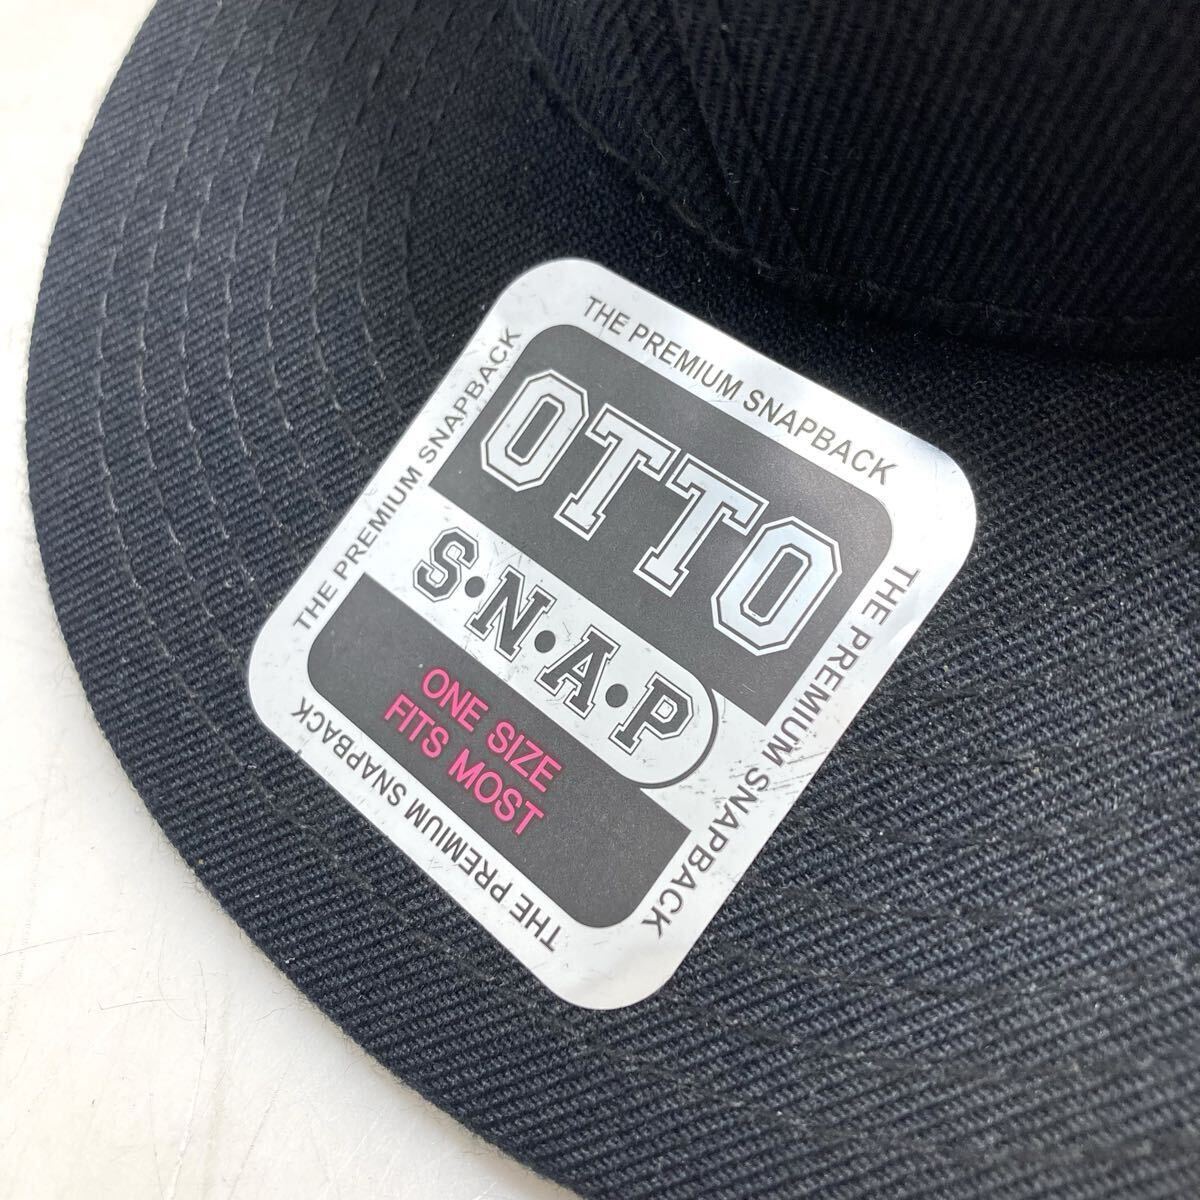 THE PREMIUM SNAPBACK
OTTO
S•N•A•P
ONE SIZE
FITS MOST
THE PREMIUM SNAPBACK
THE PREMIUM SNAPBACK
THE PREMIUM SNAPBACK